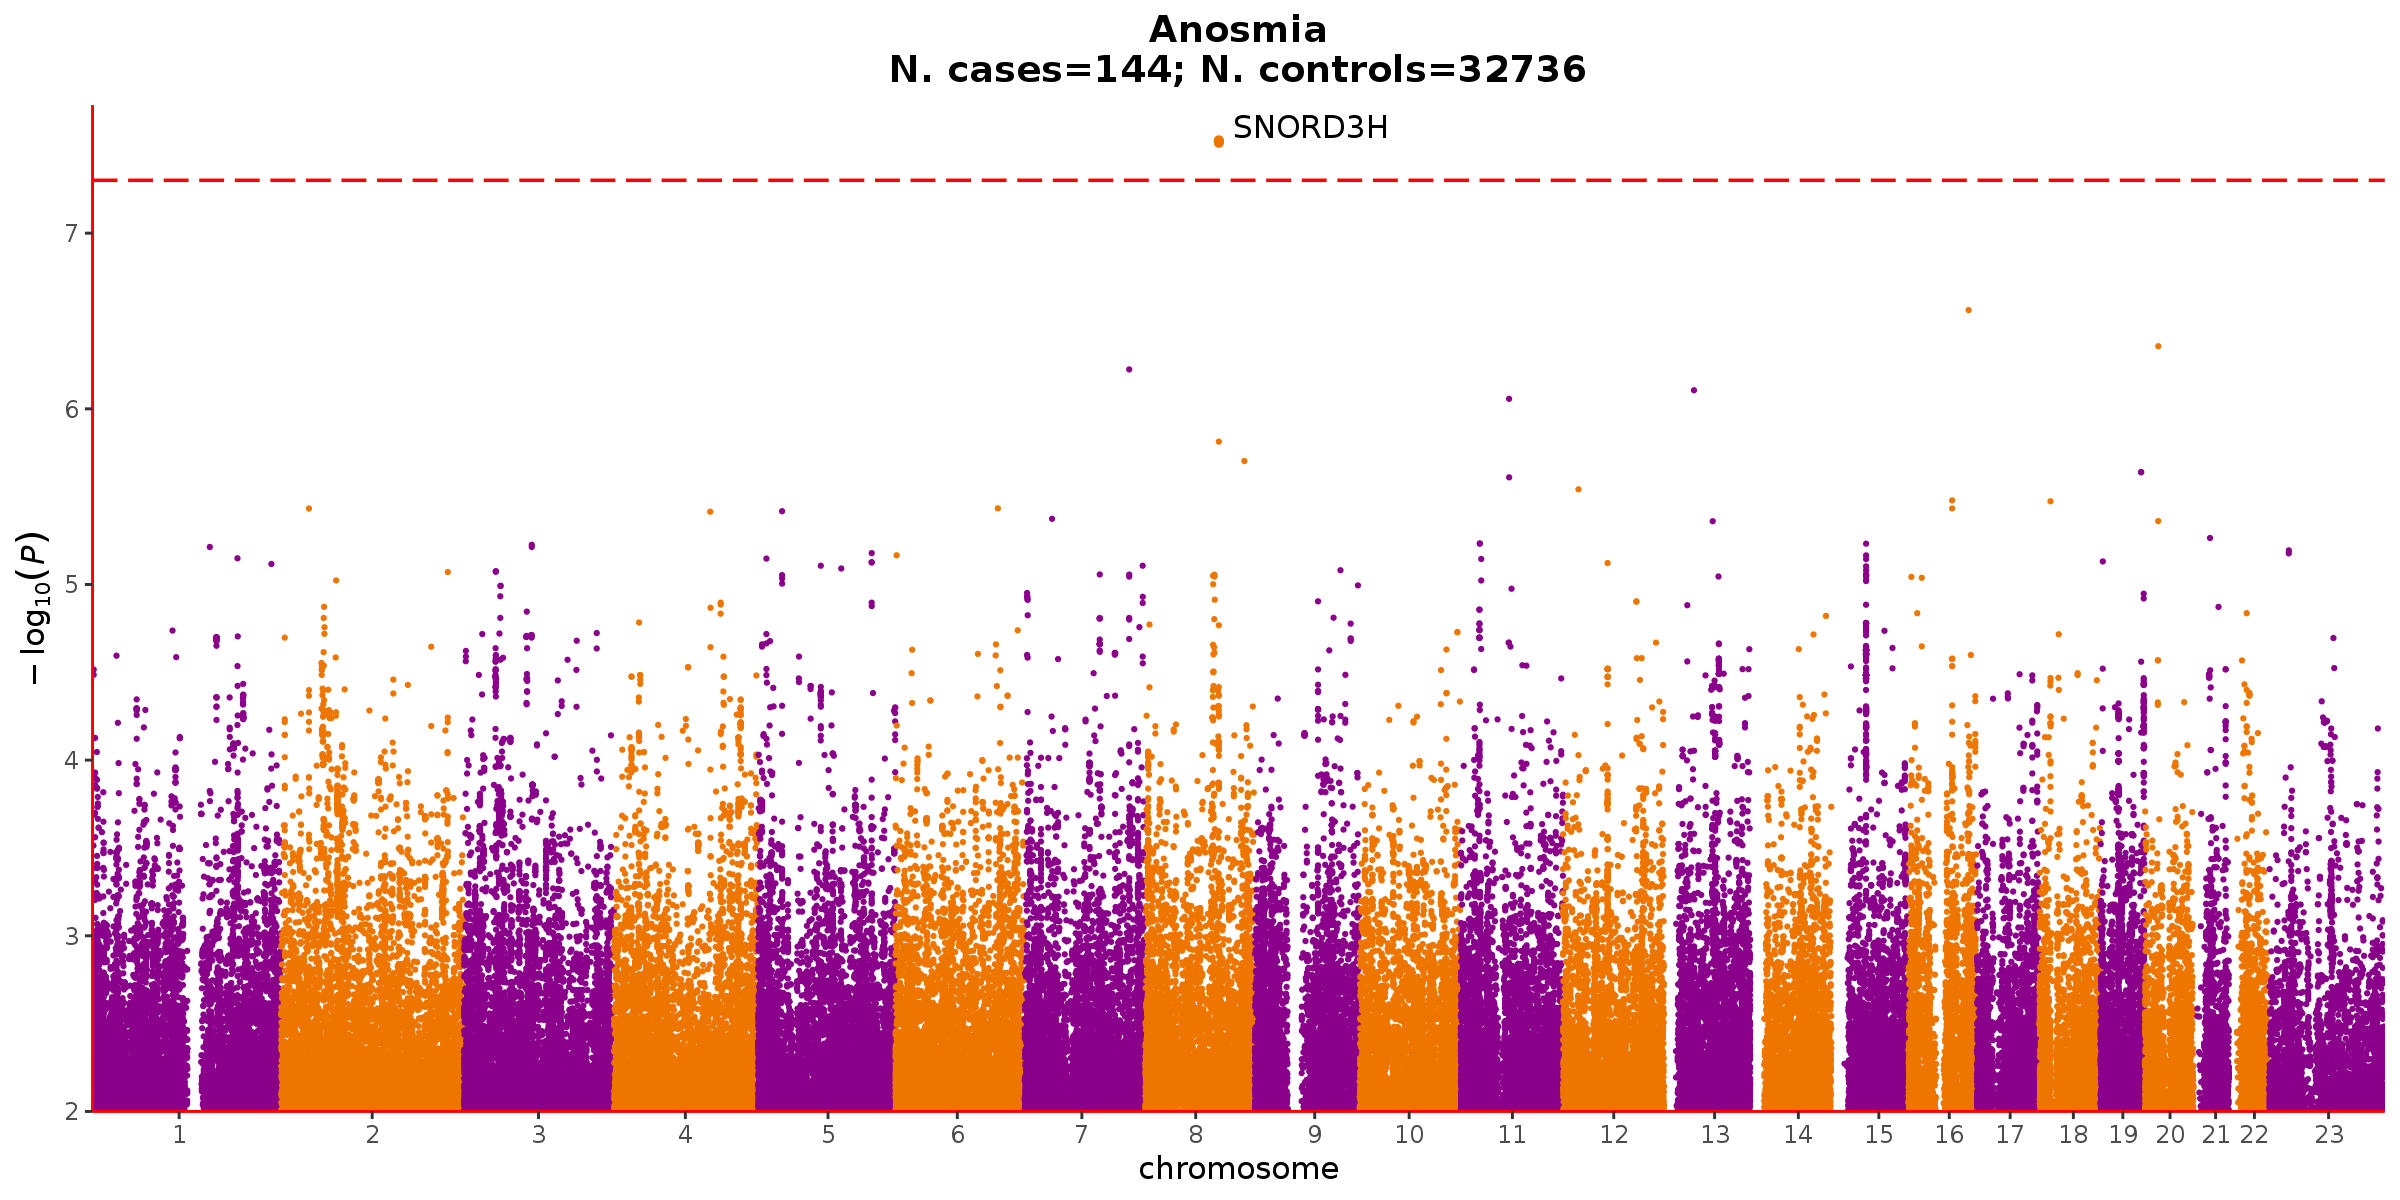 Anosmia
N. cases=144; N. controls=32736
SNORD3H
7
6
5
4
3
2
−log₁₀(P)
1 2 3 4 5 6 7 8 9 10 11 12 13 14 15 16 17 18 19 20 21 22 23
chromosome